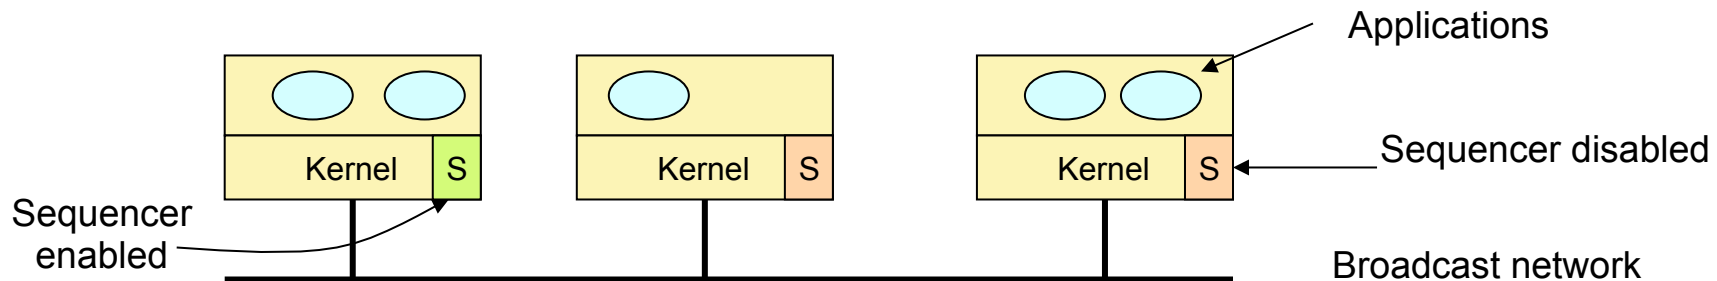 Applications
Kernel S
Kernel S
Kernel S
Sequencer disabled
Sequencer
enabled
Broadcast network